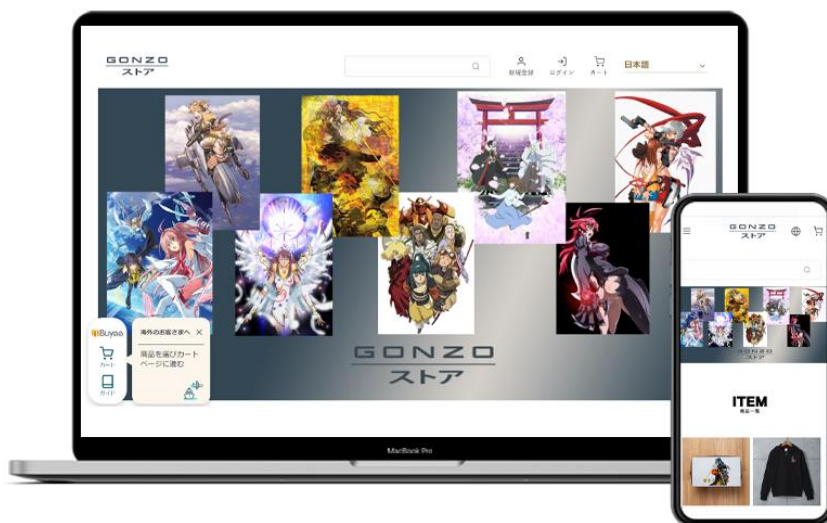 GONZO
ストア
新規登録
ログイン
カート
日本語
Buyee
カート
ガイド
海外のお客さまへ ×
商品を選びカート
ページに進む
GONZO
ストア
MacBook Pro
GONZO
ストア
GONZO
ストア
ITEM
商品一覧